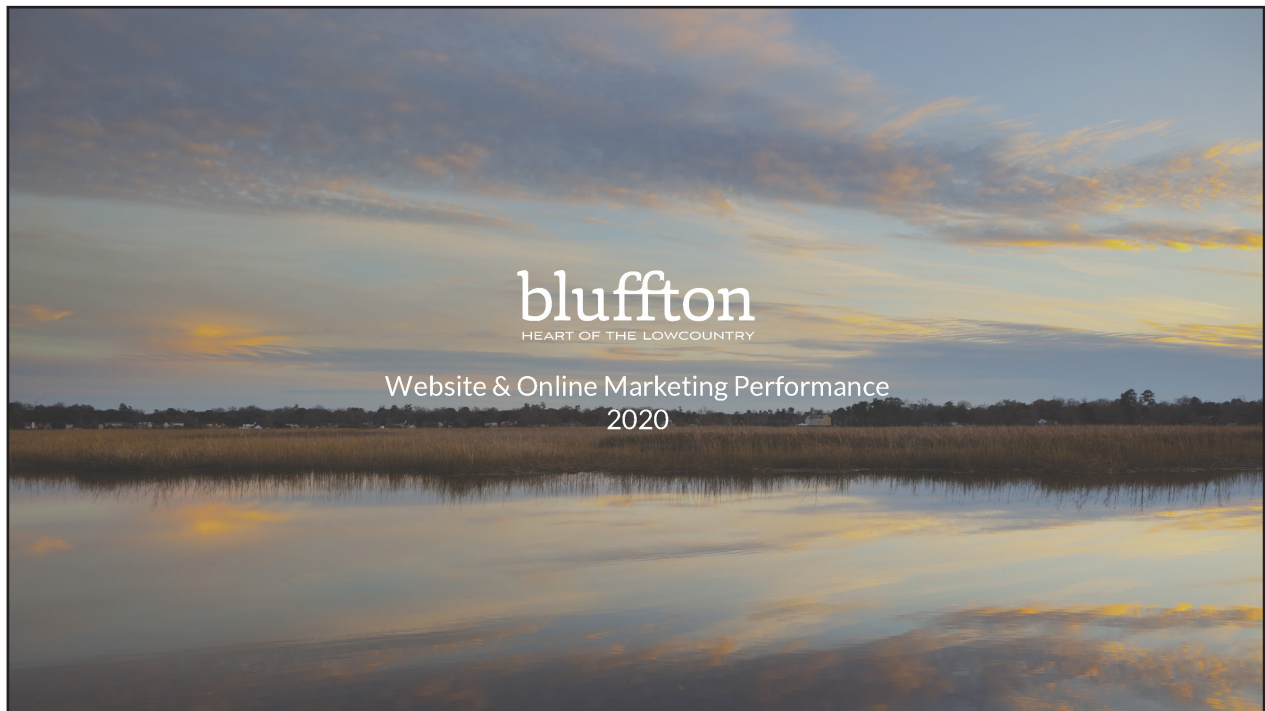 bluffton
HEART OF THE LOWCOUNTRY
Website & Online Marketing Performance
2020